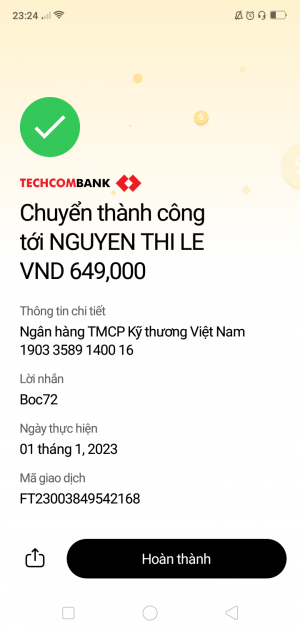 23:24
TECHCOMBANK
Chuyển thành công
tới NGUYEN THI LE
VND 649,000
Thông tin chi tiết
Ngân hàng TMCP Kỹ thương Việt Nam
1903 3589 1400 16
Lời nhắn
Boc72
Ngày thực hiện
01 tháng 1, 2023
Mã giao dịch
FT23003849542168
Hoàn thành